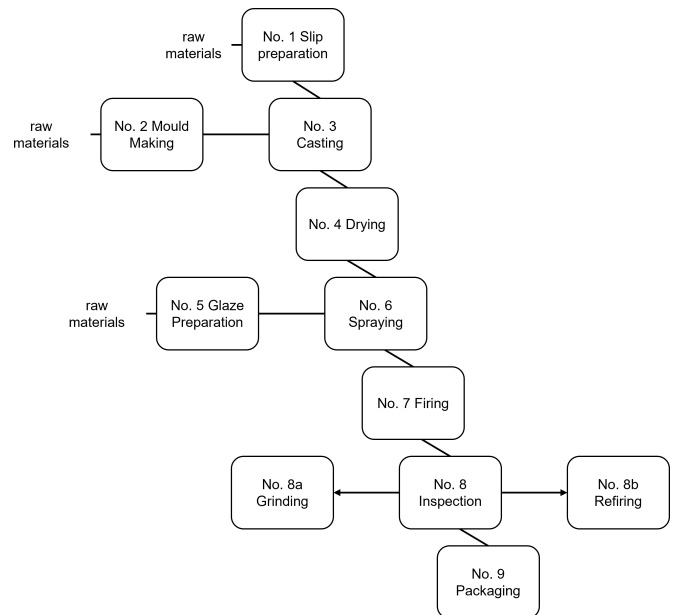 raw
materials
No. 1 Slip
preparation
raw
materials
No. 2 Mould
Making
No. 3
Casting
No. 4 Drying
raw
materials
No. 5 Glaze
Preparation
No. 6
Spraying
No. 7 Firing
No. 8a
Grinding
No. 8
Inspection
No. 8b
Refiring
No. 9
Packaging